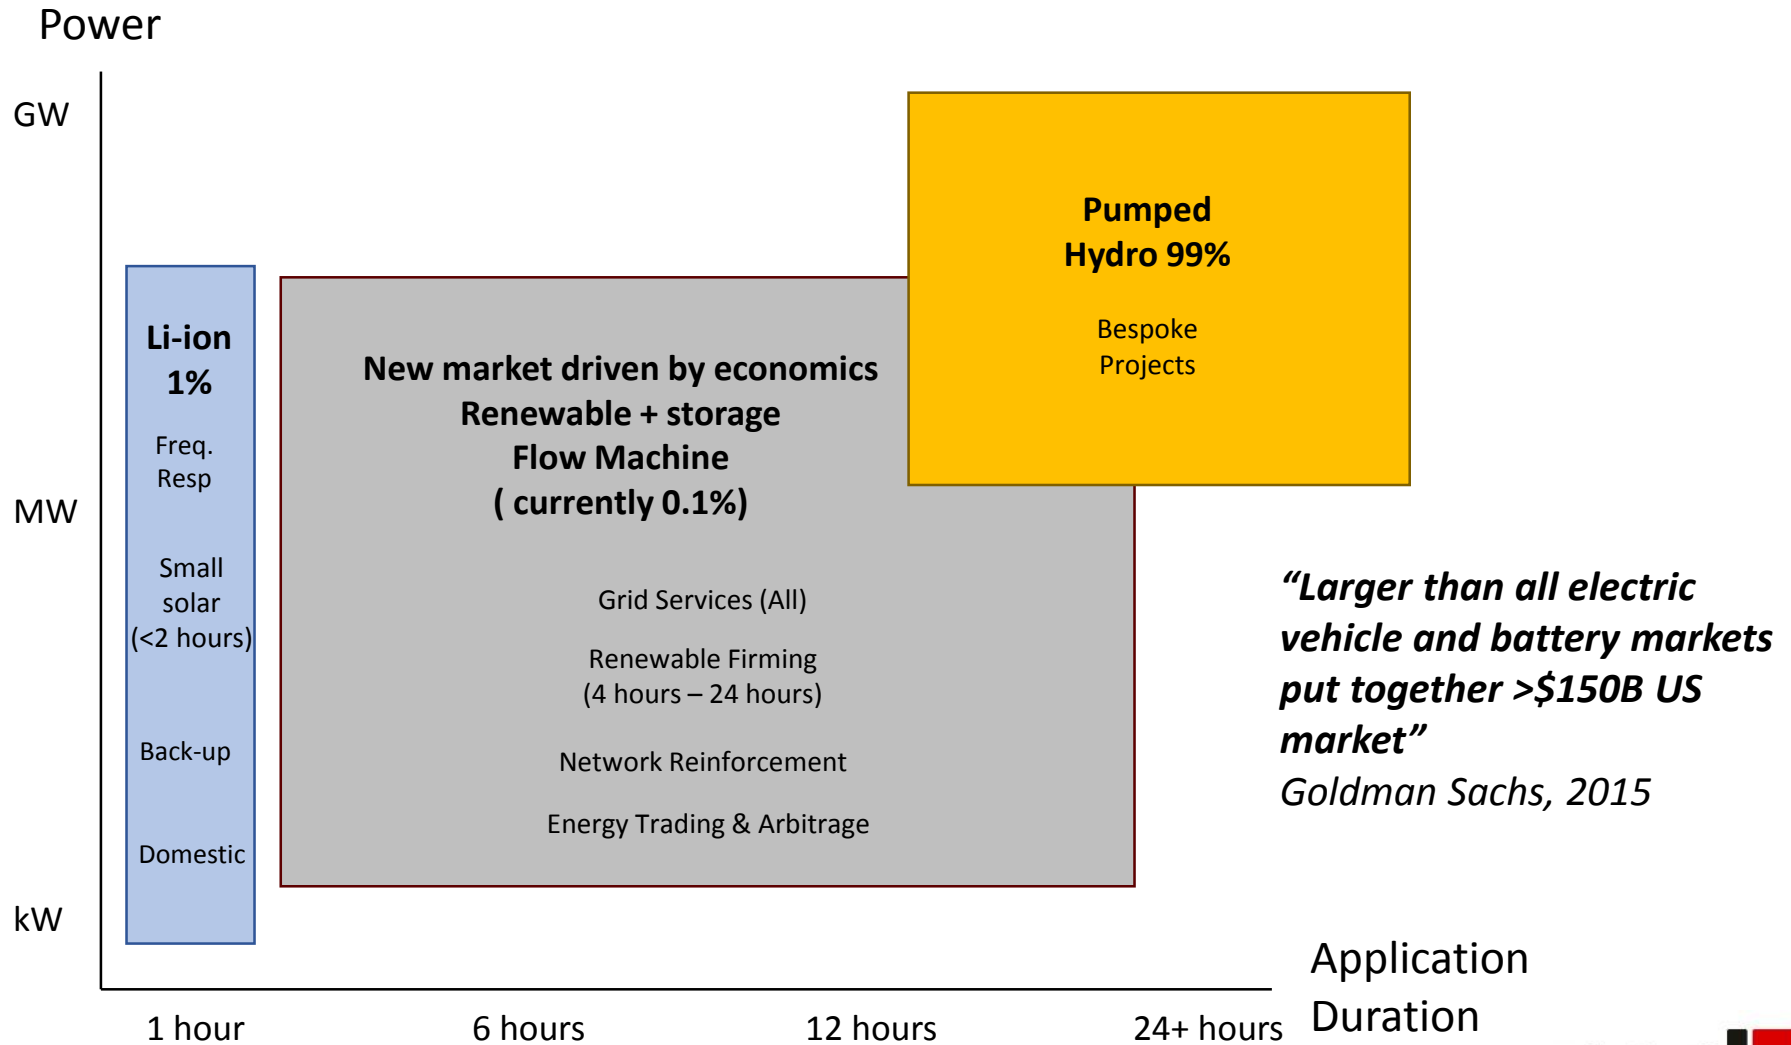 Power
GW
MW
kW
Li-ion
1%
Freq.
Resp
Small
solar
(<2 hours)
Back-up
Domestic
New market driven by economics
Renewable + storage
Flow Machine
( currently 0.1%)
Grid Services (All)
Renewable Firming
(4 hours – 24 hours)
Network Reinforcement
Energy Trading & Arbitrage
Pumped
Hydro 99%
Bespoke
Projects
“Larger than all electric
vehicle and battery markets
put together >$150B US
market”
Goldman Sachs, 2015
1 hour
6 hours
12 hours
24+ hours
Application
Duration